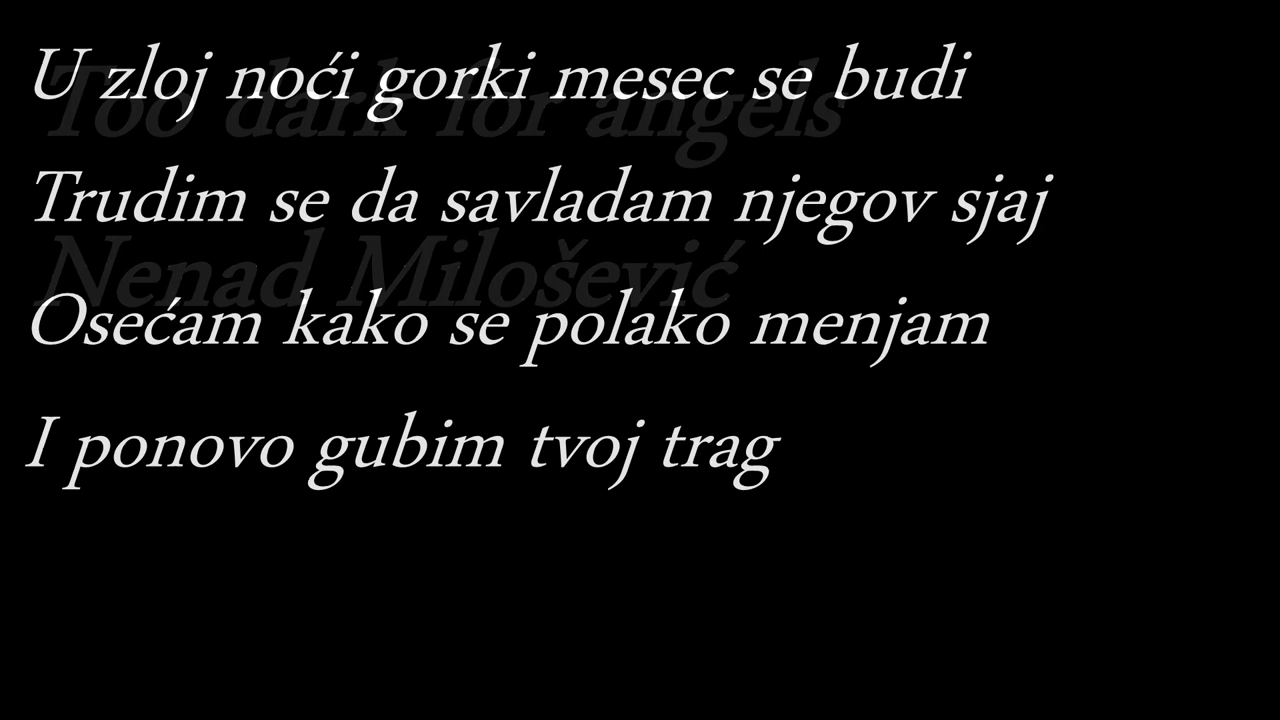 U zloj noći gorki mesec se budi
Too dark for angels
Trudim se da savladam njegov sjaj
Nenad Milošević
Osećam kako se polako menjam
I ponovo gubim tvoj trag